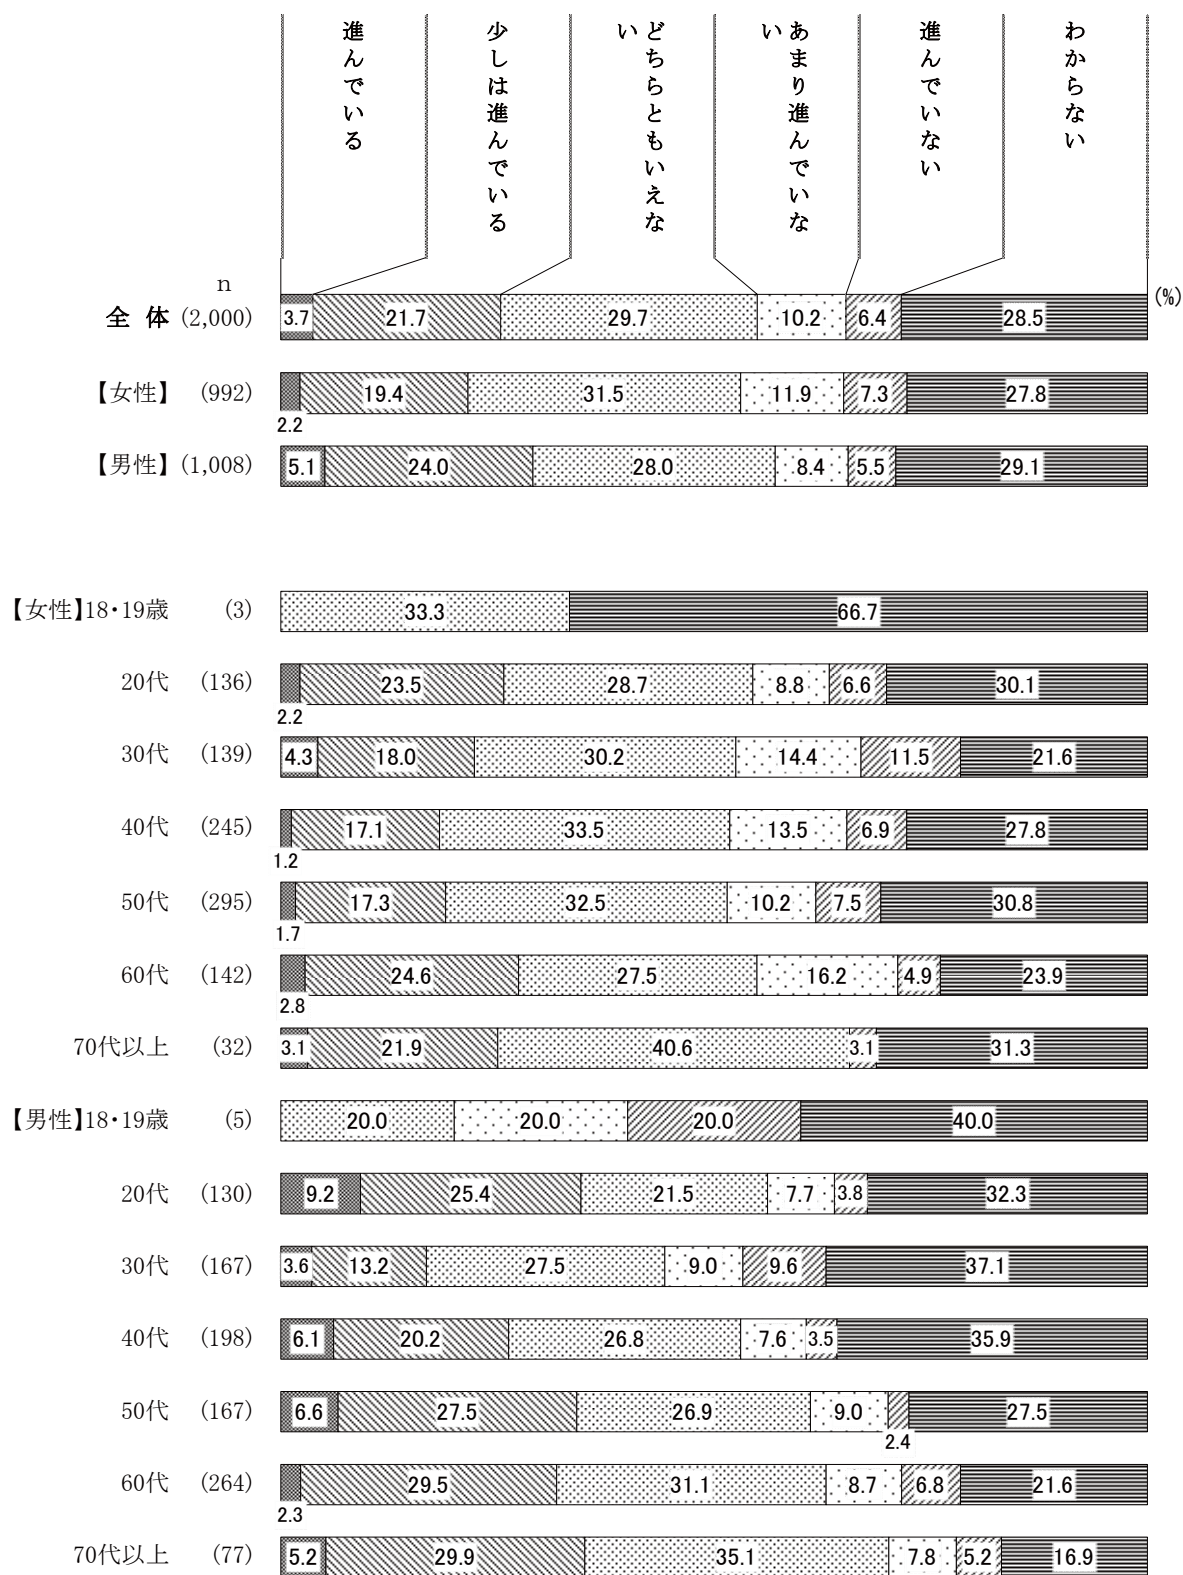 進んでいる
少しは進んでいる
どちらともいえな
い
あまり進んでいな
い
進んでいない
わからない
n
(%)
全 体 (2,000) 3.7 21.7 29.7 10.2 6.4 28.5
【女性】 (992) 2.2 19.4 31.5 11.9 7.3 27.8
【男性】 (1,008) 5.1 24.0 28.0 8.4 5.5 29.1
【女性】18・19歳 (3) 33.3 66.7
20代 (136) 2.2 23.5 28.7 8.8 6.6 30.1
30代 (139) 4.3 18.0 30.2 14.4 11.5 21.6
40代 (245) 1.2 17.1 33.5 13.5 6.9 27.8
50代 (295) 1.7 17.3 32.5 10.2 7.5 30.8
60代 (142) 2.8 24.6 27.5 16.2 4.9 23.9
70代以上 (32) 3.1 21.9 40.6 3.1 31.3
【男性】18・19歳 (5) 20.0 20.0 20.0 40.0
20代 (130) 9.2 25.4 21.5 7.7 3.8 32.3
30代 (167) 3.6 13.2 27.5 9.0 9.6 37.1
40代 (198) 6.1 20.2 26.8 7.6 3.5 35.9
50代 (167) 6.6 27.5 26.9 9.0 2.4 27.5
60代 (264) 2.3 29.5 31.1 8.7 6.8 21.6
70代以上 (77) 5.2 29.9 35.1 7.8 5.2 16.9